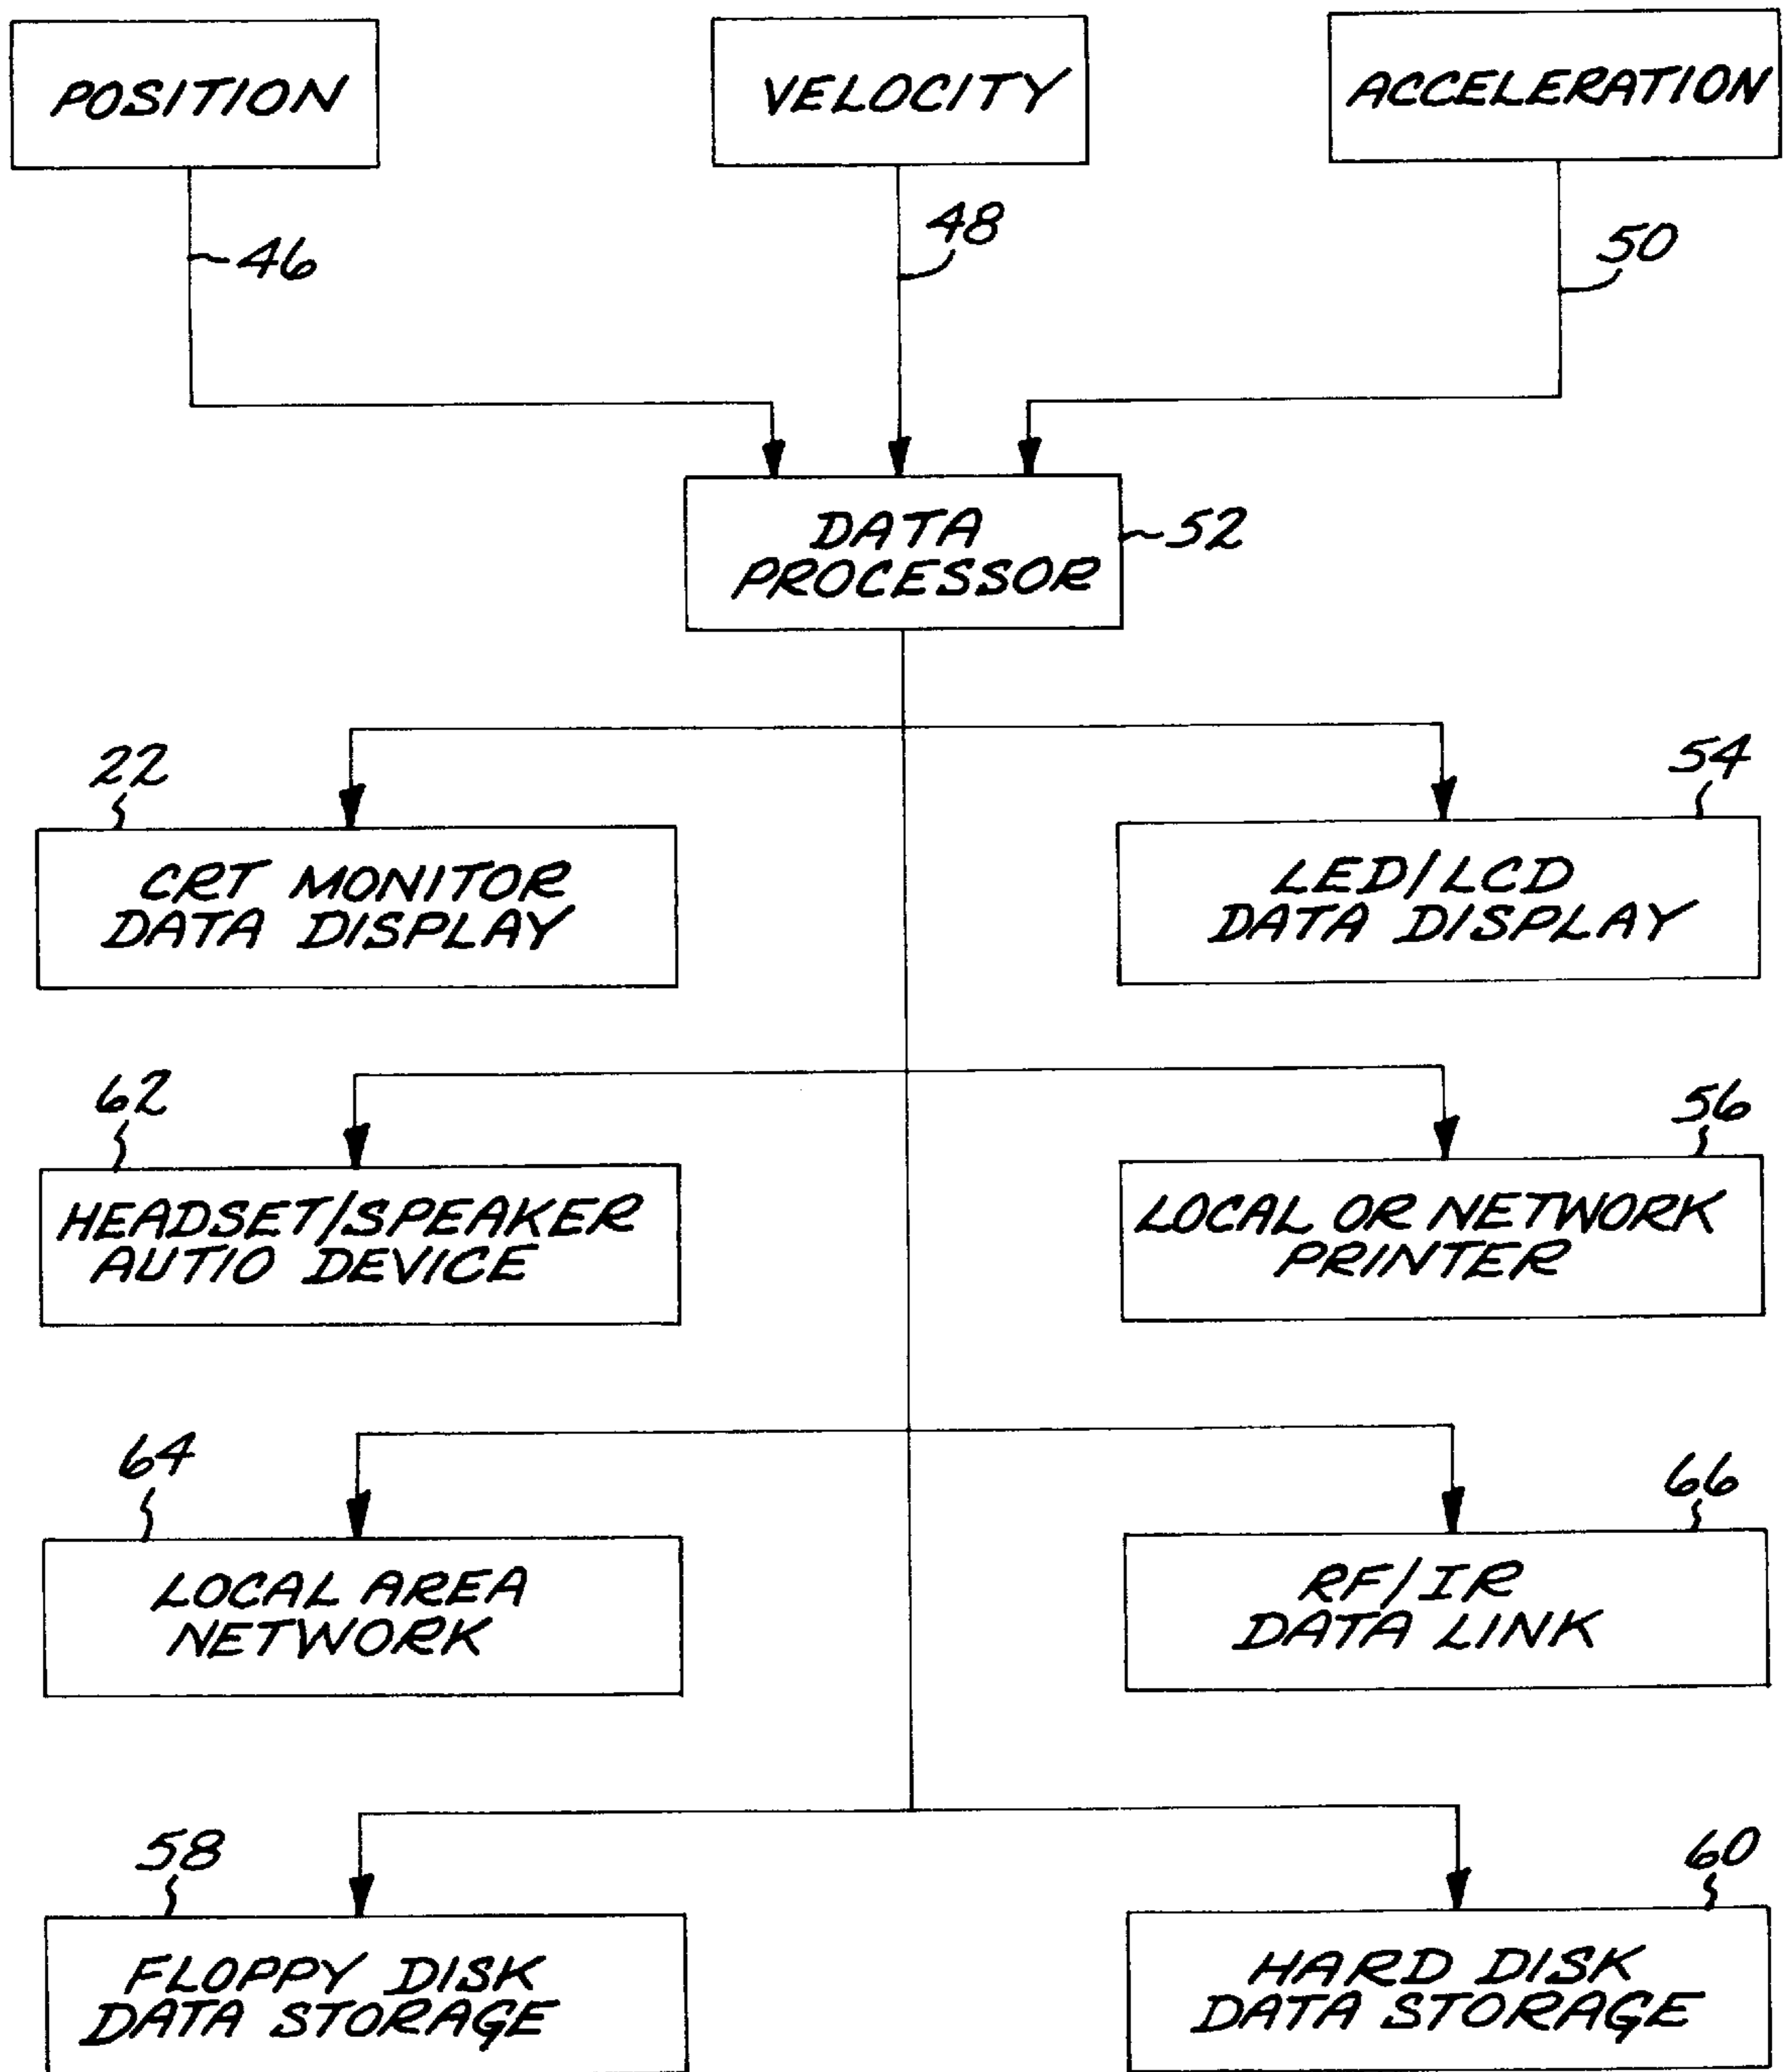 POSITION
VELOCITY
ACCELERATION
46
48
50
DATA
PROCESSOR
52
22
54
CRT MONITOR
DATA DISPLAY
LED/LCD
DATA DISPLAY
62
56
HEADSET/SPEAKER
AUTIO DEVICE
LOCAL OR NETWORK
PRINTER
64
66
LOCAL AREA
NETWORK
RF/IR
DATA LINK
58
60
FLOPPY DISK
DATA STORAGE
HARD DISK
DATA STORAGE